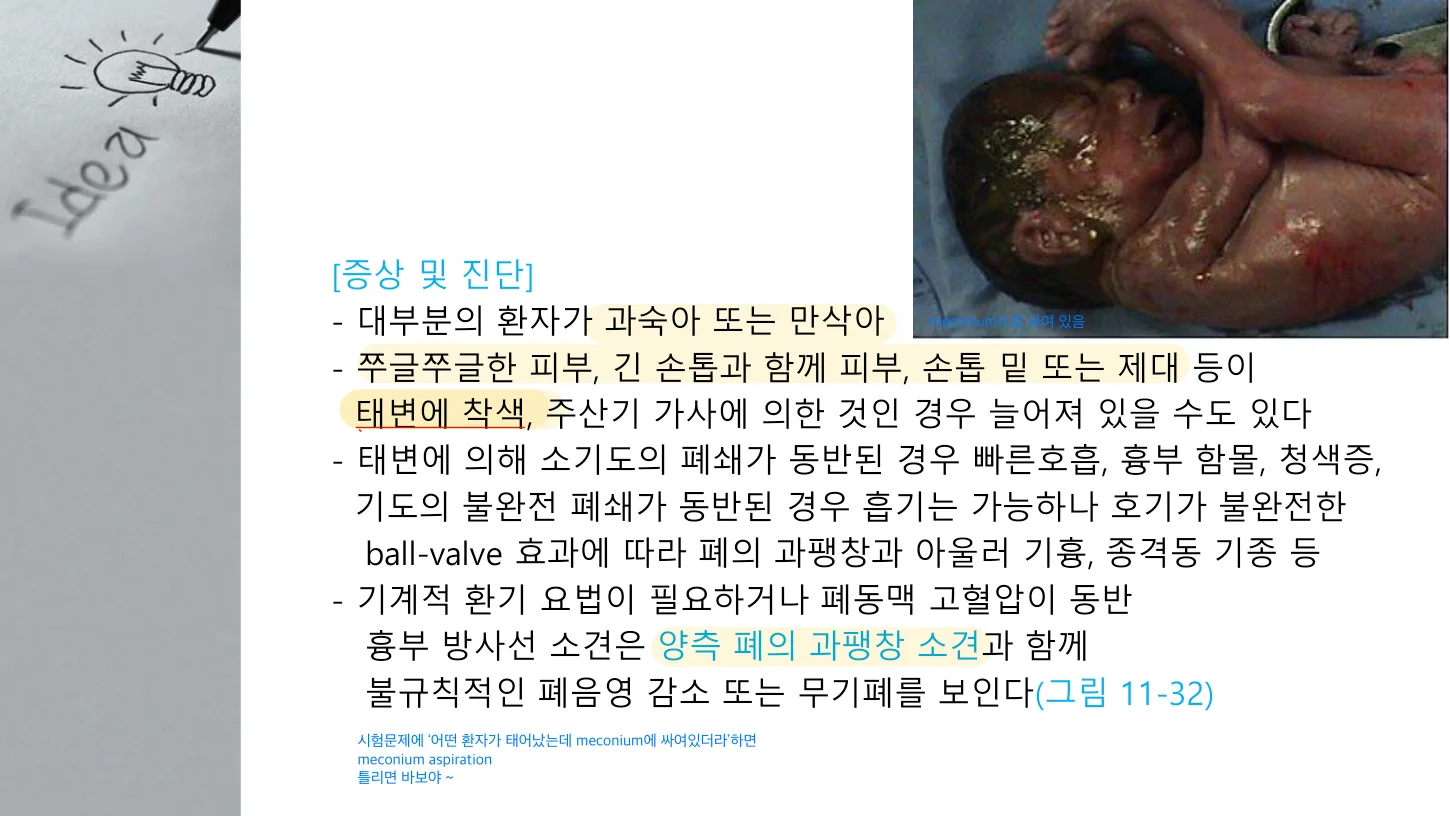 Idea
meconium으로 싸여 있음
[증상 및 진단]
- 대부분의 환자가 과숙아 또는 만삭아
- 쭈글쭈글한 피부, 긴 손톱과 함께 피부, 손톱 밑 또는 제대 등이
태변에 착색, 주산기 가사에 의한 것인 경우 늘어져 있을 수도 있다
- 태변에 의해 소기도의 폐쇄가 동반된 경우 빠른호흡, 흉부 함몰, 청색증,
기도의 불완전 폐쇄가 동반된 경우 흡기는 가능하나 호기가 불완전한
ball-valve 효과에 따라 폐의 과팽창과 아울러 기흉, 종격동 기종 등
- 기계적 환기 요법이 필요하거나 폐동맥 고혈압이 동반
흉부 방사선 소견은 양측 폐의 과팽창 소견과 함께
불규칙적인 폐음영 감소 또는 무기폐를 보인다(그림 11-32)
시험문제에 ‘어떤 환자가 태어났는데 meconium에 싸여있더라’하면
meconium aspiration
틀리면 바보야 ~